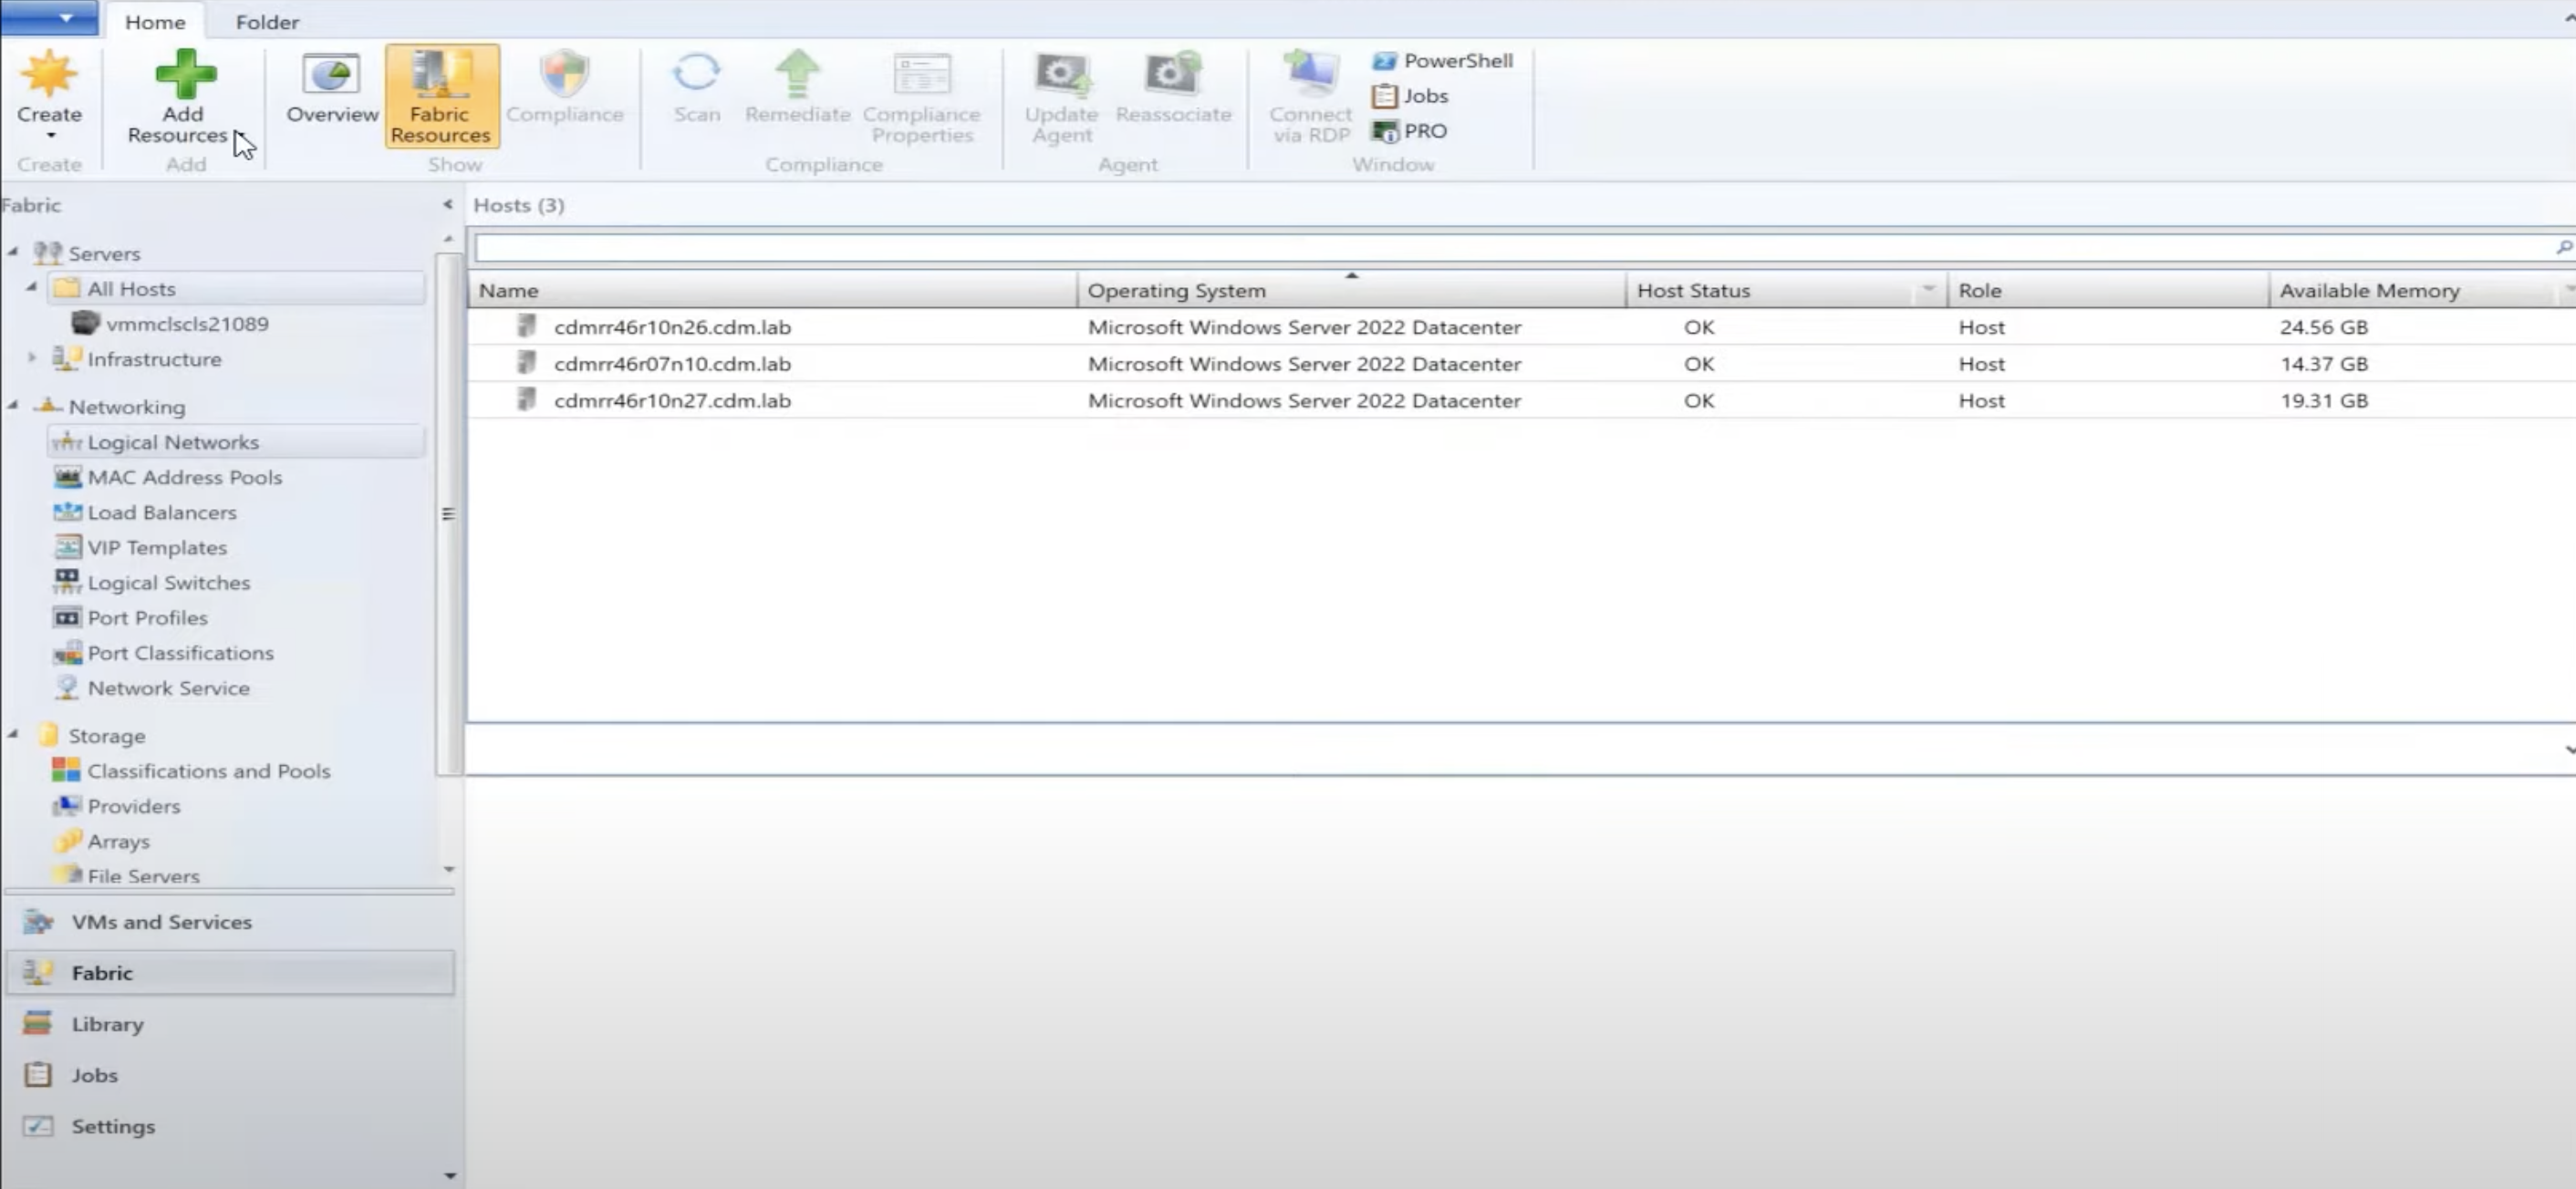 Home Folder
Create
Add Resources
Overview
Fabric Resources
Compliance
Scan
Remediate
Compliance Properties
Update Agent
Reassociate
Connect via RDP
PowerShell
Jobs
PRO
Create Add Show Compliance Agent Window
Fabric
Servers
All Hosts
vmmclscls21089
Infrastructure
Networking
Logical Networks
MAC Address Pools
Load Balancers
VIP Templates
Logical Switches
Port Profiles
Port Classifications
Network Service
Storage
Classifications and Pools
Providers
Arrays
File Servers
VMs and Services
Fabric
Library
Jobs
Settings
Hosts (3)
Name Operating System Host Status Role Available Memory
cdmrr46r10n26.cdm.lab Microsoft Windows Server 2022 Datacenter OK Host 24.56 GB
cdmrr46r07n10.cdm.lab Microsoft Windows Server 2022 Datacenter OK Host 14.37 GB
cdmrr46r10n27.cdm.lab Microsoft Windows Server 2022 Datacenter OK Host 19.31 GB